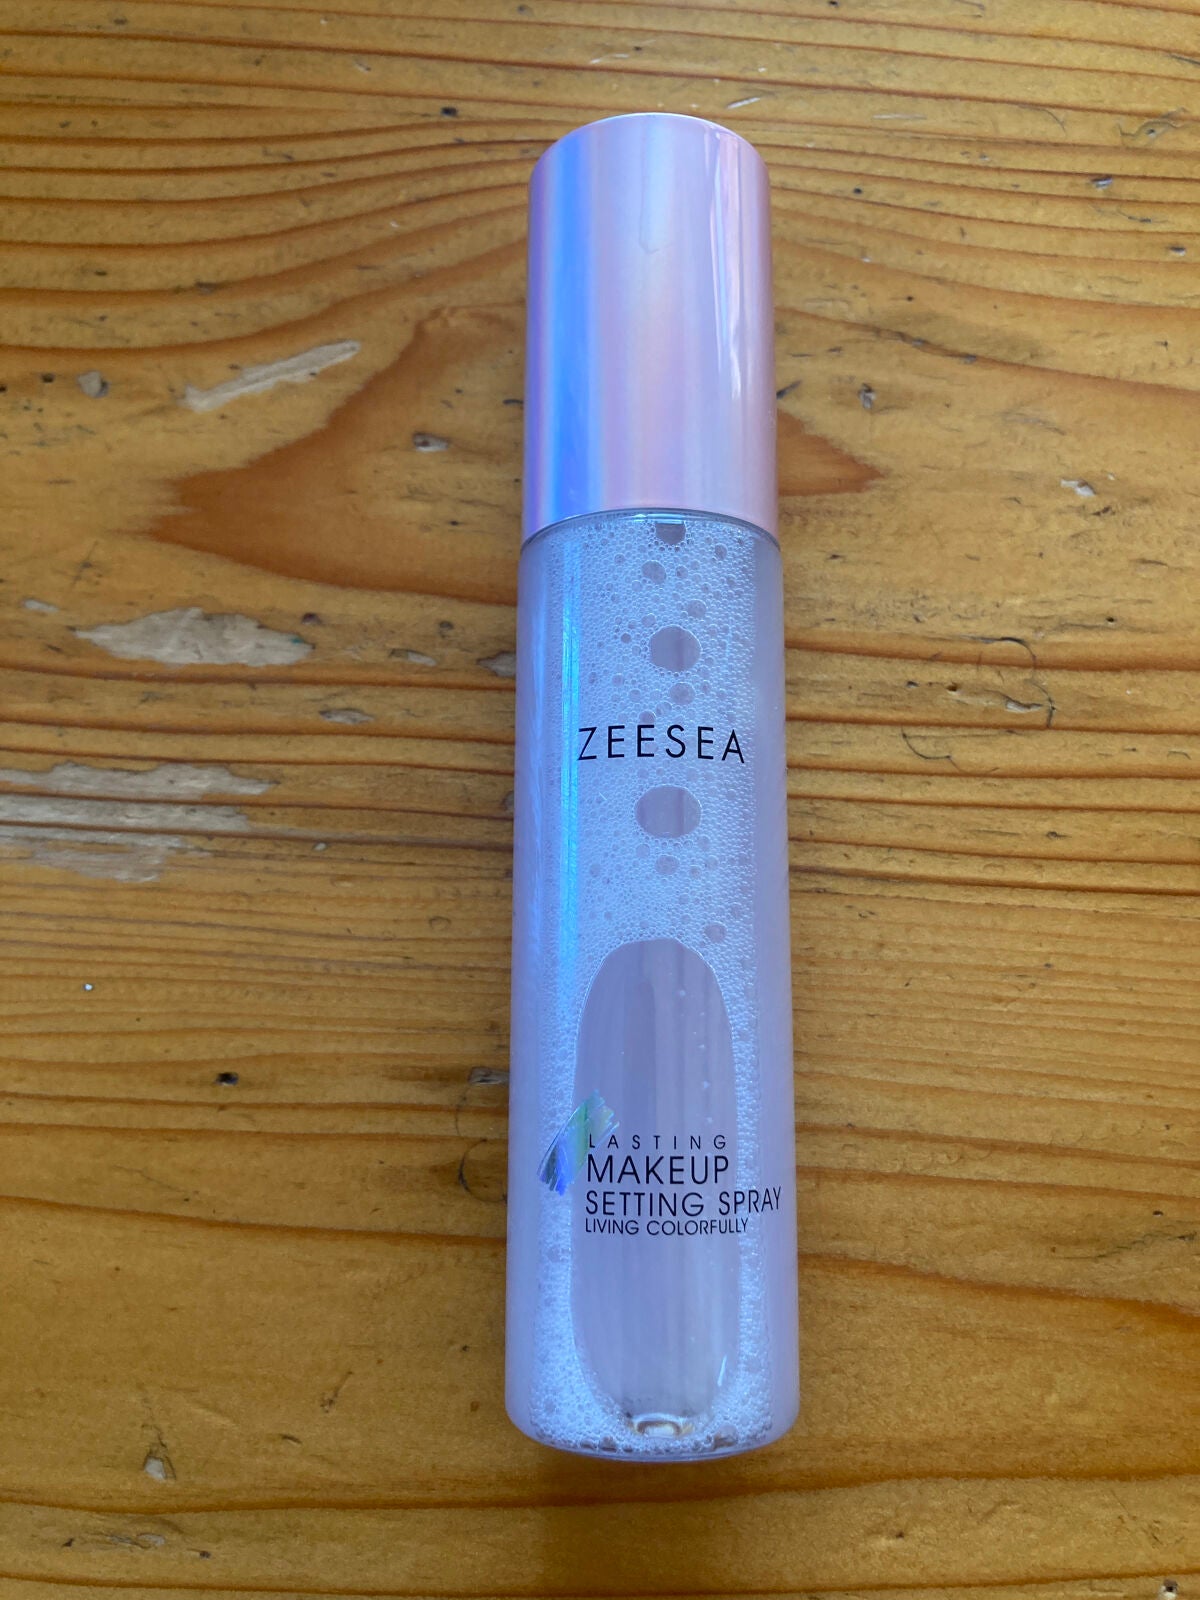 ZEESEA
LASTING
MAKEUP
SETTING SPRAY
LIVING COLORFULLY